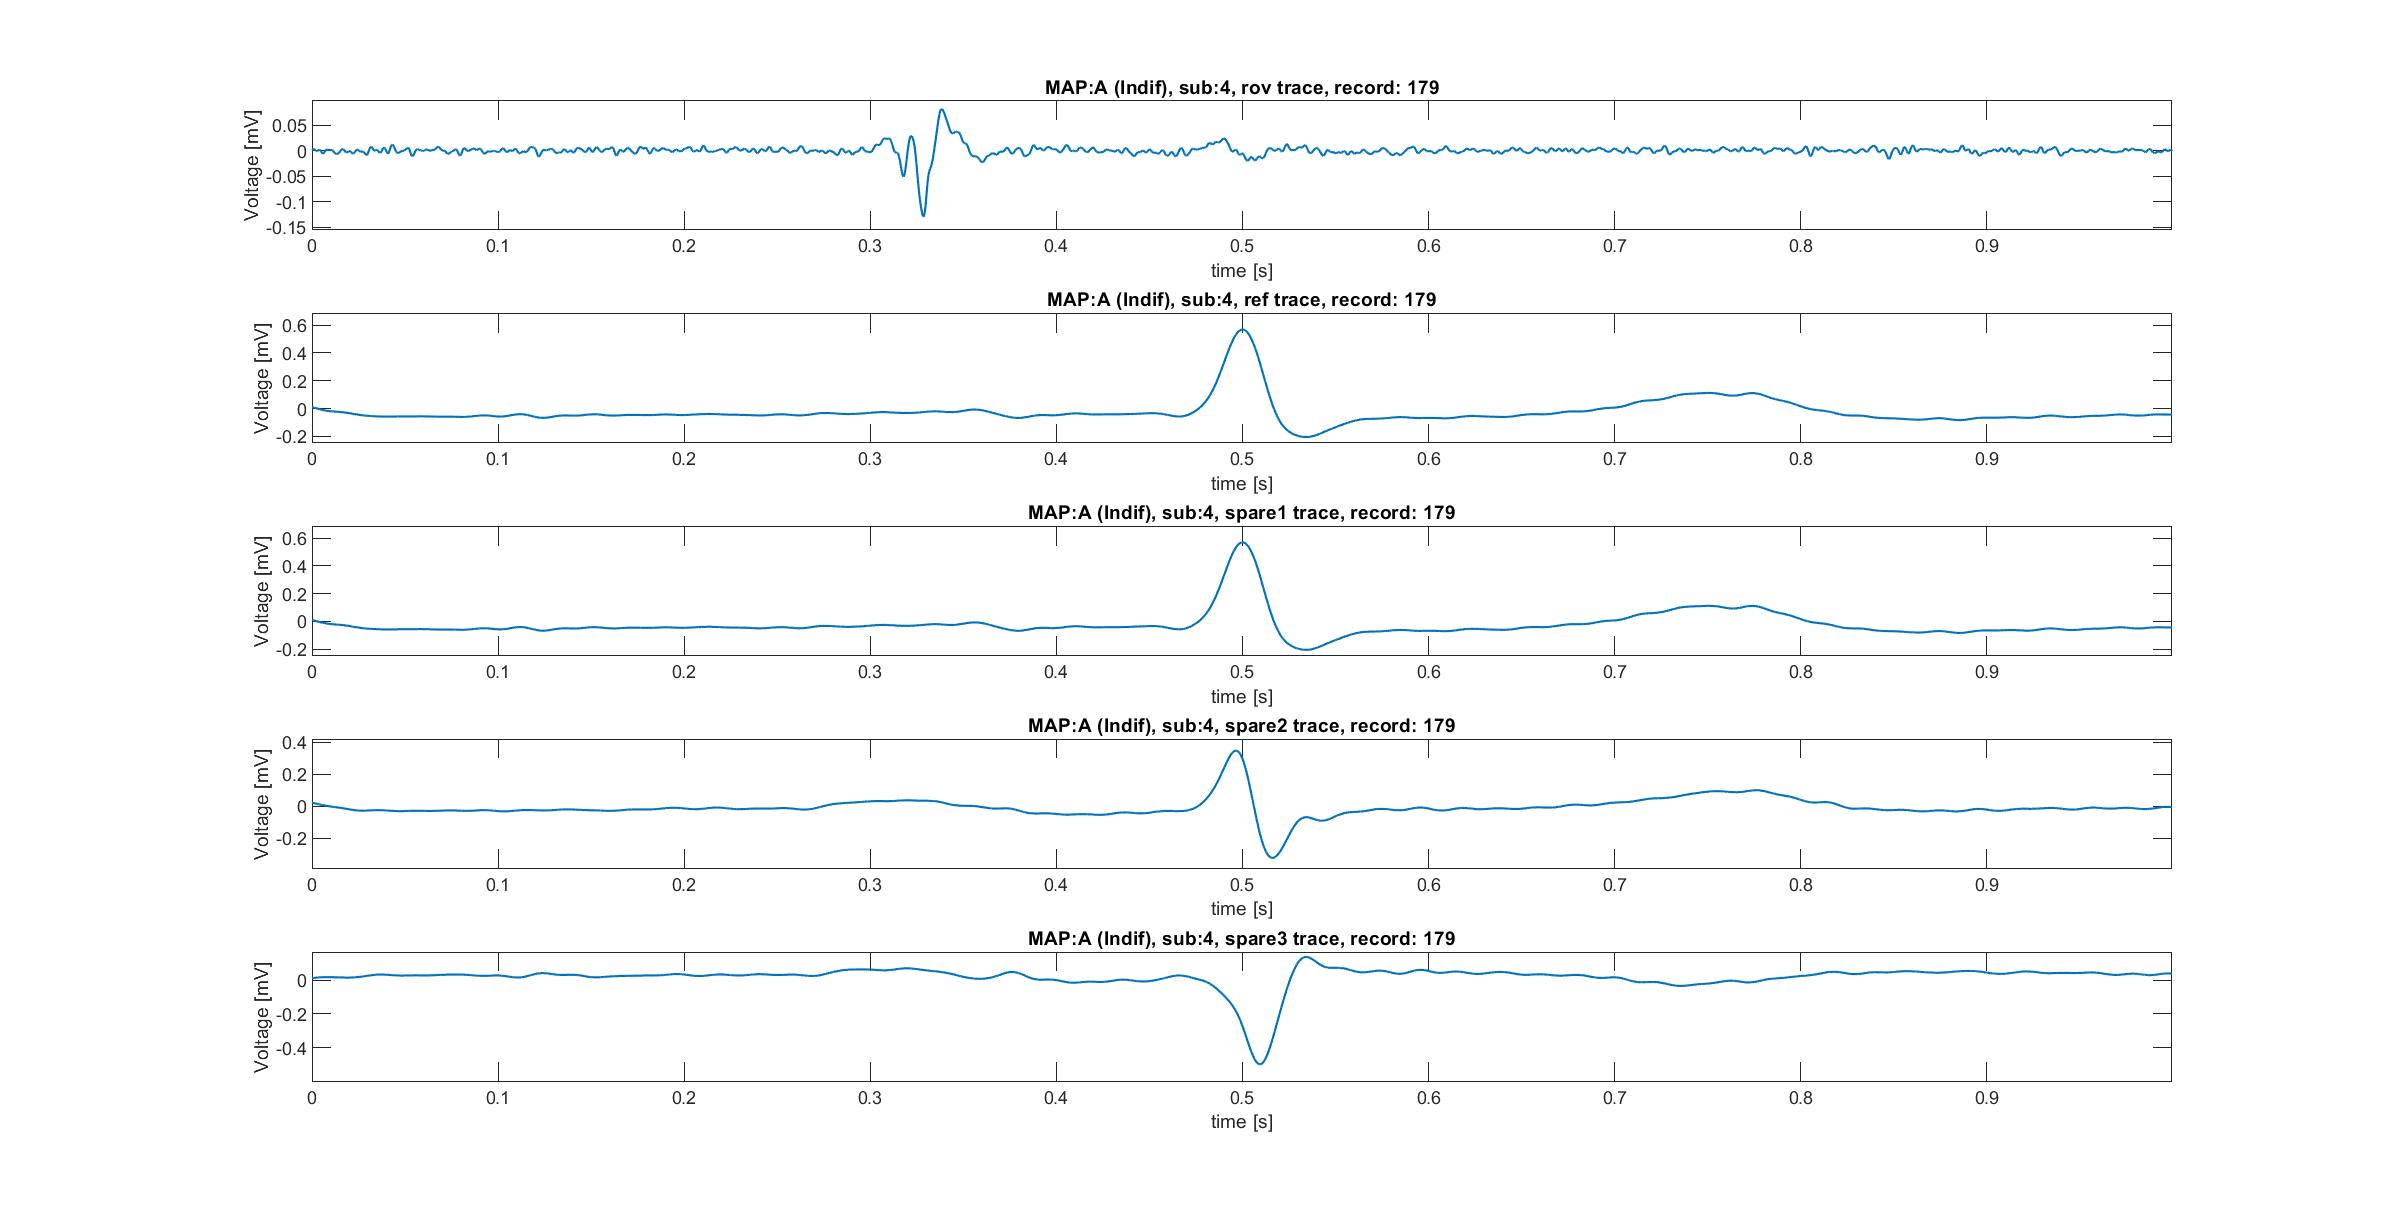 MAP:A (Indif), sub:4, rov trace, record: 179
Voltage [mV]
0.05
0
-0.05
-0.1
-0.15
0 0.1 0.2 0.3 0.4 0.5 0.6 0.7 0.8 0.9
time [s]
MAP:A (Indif), sub:4, ref trace, record: 179
Voltage [mV]
0.6
0.4
0.2
0
-0.2
0 0.1 0.2 0.3 0.4 0.5 0.6 0.7 0.8 0.9
time [s]
MAP:A (Indif), sub:4, spare1 trace, record: 179
Voltage [mV]
0.6
0.4
0.2
0
-0.2
0 0.1 0.2 0.3 0.4 0.5 0.6 0.7 0.8 0.9
time [s]
MAP:A (Indif), sub:4, spare2 trace, record: 179
Voltage [mV]
0.4
0.2
0
-0.2
0 0.1 0.2 0.3 0.4 0.5 0.6 0.7 0.8 0.9
time [s]
MAP:A (Indif), sub:4, spare3 trace, record: 179
Voltage [mV]
0
-0.2
-0.4
0 0.1 0.2 0.3 0.4 0.5 0.6 0.7 0.8 0.9
time [s]